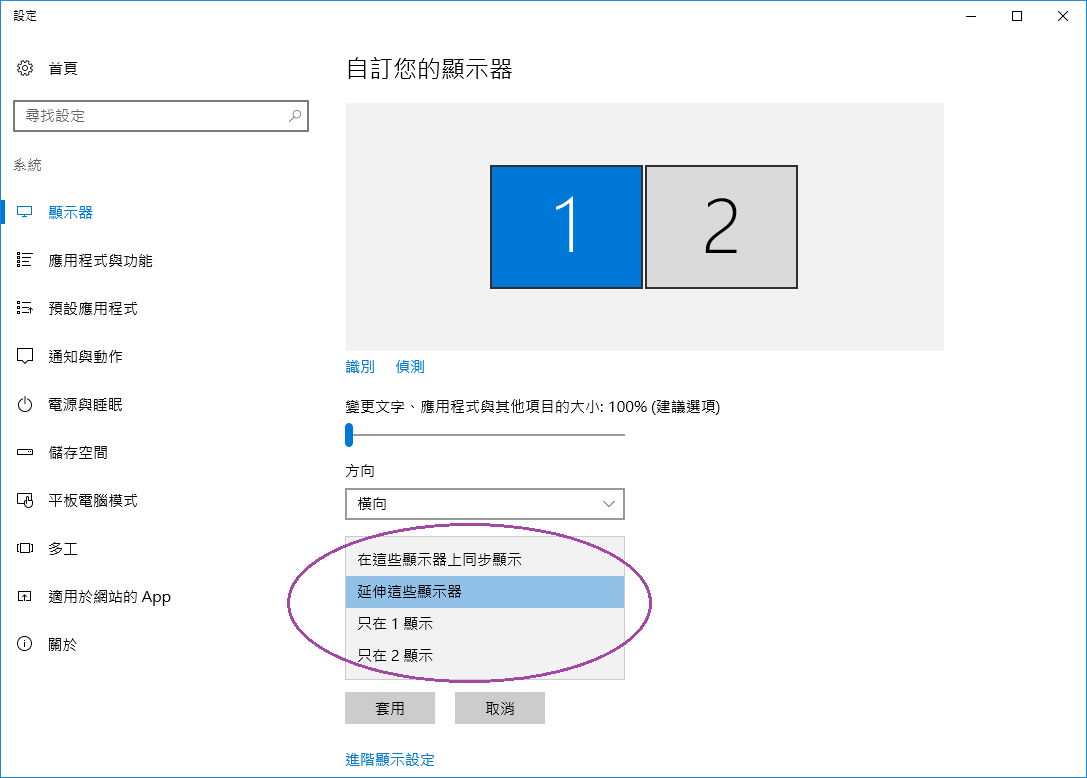 設定
首頁
尋找設定
系統
顯示器
應用程式與功能
預設應用程式
通知與動作
電源與睡眠
儲存空間
平板電腦模式
多工
適用於網站的 App
關於
自訂您的顯示器
1 2
識別 偵測
變更文字、應用程式與其他項目的大小: 100% (建議選項)
方向
橫向
在這些顯示器上同步顯示
延伸這些顯示器
只在 1 顯示
只在 2 顯示
套用 取消
進階顯示設定